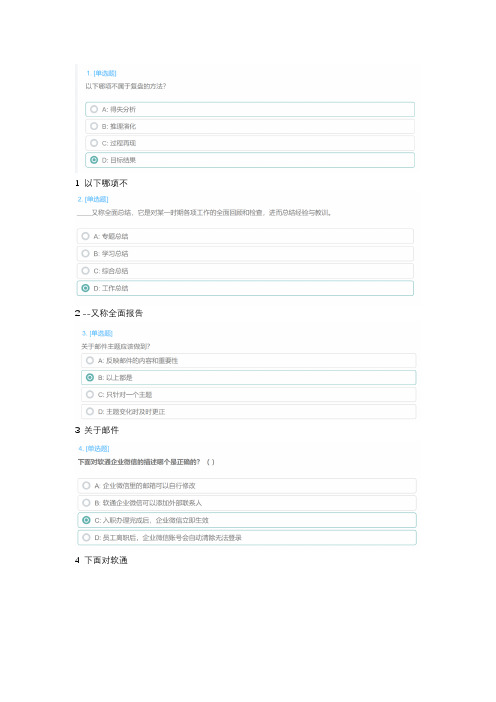 1. [单选题]
以下哪项不属于复盘的方法?
A: 得失分析
B: 推理演化
C: 过程再现
D: 目标结果
1 以下哪项不
2. [单选题]
____又称全面总结，它是对某一时期各项工作的全面回顾和检查，进而总结经验与教训。
A: 专题总结
B: 学习总结
C: 综合总结
D: 工作总结
2 --又称全面报告
3. [单选题]
关于邮件主题应该做到?
A: 反映邮件的内容和重要性
B: 以上都是
C: 只针对一个主题
D: 主题变化时及时更正
3 关于邮件
4. [单选题]
下面对软通企业微信的描述哪个是正确的? （ ）
A: 企业微信里的邮箱可以自行修改
B: 软通企业微信可以添加外部联系人
C: 入职办理完成后，企业微信立即生效
D: 员工离职后，企业微信账号会自动清除无法登录
4 下面对软通